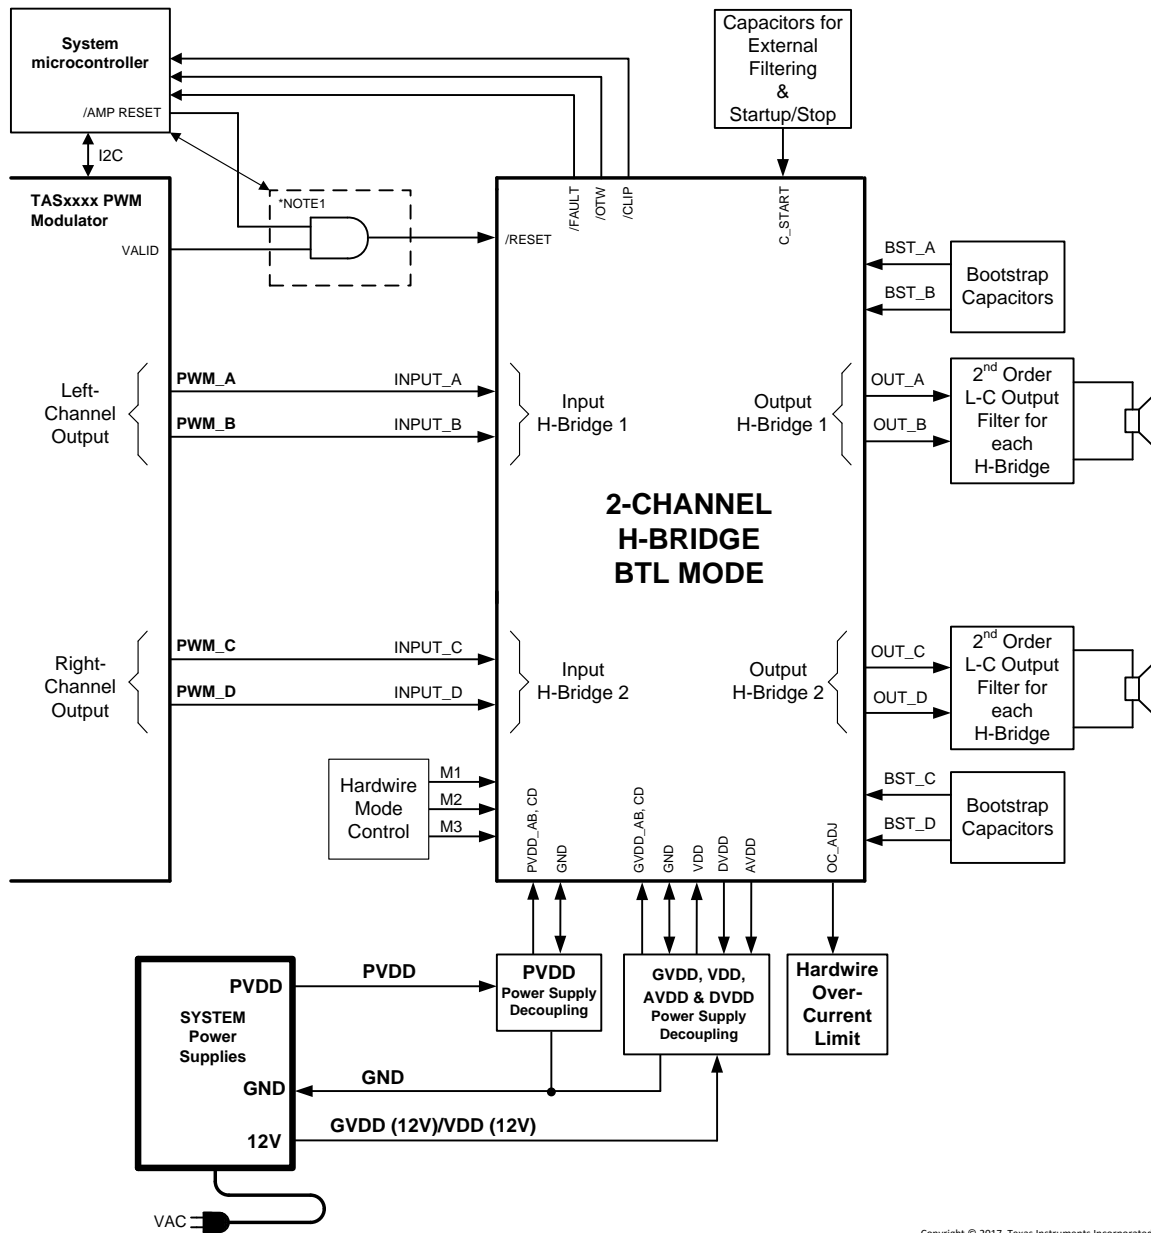 System
microcontroller
/AMP RESET
I2C
TASxxxx PWM
Modulator
VALID
*NOTE1
/RESET
/FAULT
/OTW
/CLIP
Capacitors for
External
Filtering
&
Startup/Stop
C_START
BST_A
BST_B
Bootstrap
Capacitors
Left-
Channel
Output
PWM_A
PWM_B
INPUT_A
INPUT_B
Input
H-Bridge 1
Output
H-Bridge 1
OUT_A
OUT_B
2nd Order
L-C Output
Filter for
each
H-Bridge
2-CHANNEL
H-BRIDGE
BTL MODE
Right-
Channel
Output
PWM_C
PWM_D
INPUT_C
INPUT_D
Input
H-Bridge 2
Output
H-Bridge 2
OUT_C
OUT_D
2nd Order
L-C Output
Filter for
each
H-Bridge
Hardwire
Mode
Control
M1
M2
M3
PVDD_AB, CD
GND
GVDD_AB, CD
GND
VDD
DVDD
AVDD
OC_ADJ
BST_C
BST_D
Bootstrap
Capacitors
PVDD
SYSTEM
Power
Supplies
GND
12V
PVDD
PVDD
Power Supply
Decoupling
GVDD, VDD,
AVDD & DVDD
Power Supply
Decoupling
Hardwire
Over-
Current
Limit
GND
GVDD (12V)/VDD (12V)
VAC
Copyright © 2017, Texas Instruments Incorporated